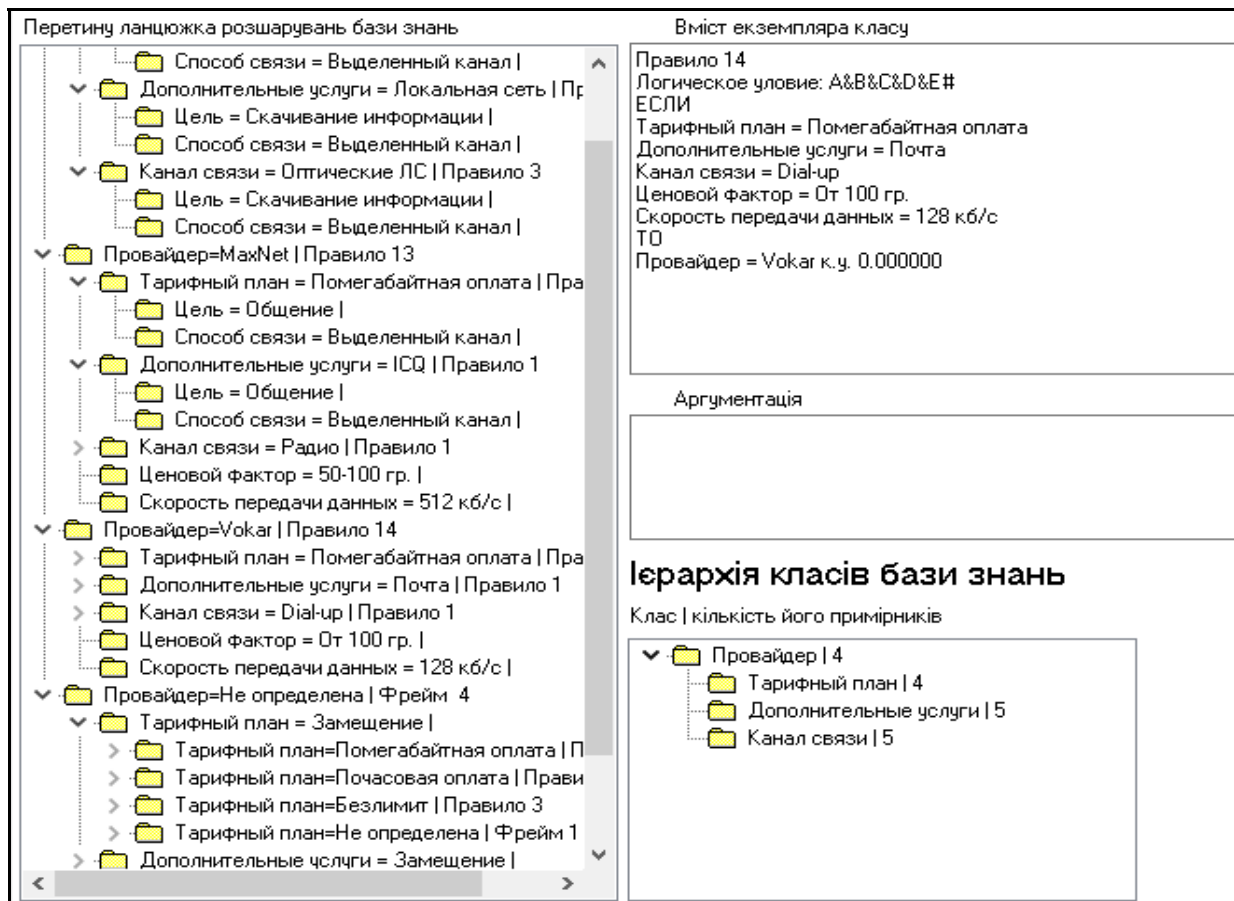 Перетину ланцюжка розшарувань бази знань
Способ связи = Выделенный канал |
Дополнительные услуги = Локальная сеть | Пр
Цель = Скачивание информации |
Способ связи = Выделенный канал |
Канал связи = Оптические ЛС | Правило 3
Цель = Скачивание информации |
Способ связи = Выделенный канал |
Провайдер=MaxNet | Правило 13
Тарифный план = Помегабайтная оплата | Пра
Цель = Общение |
Способ связи = Выделенный канал |
Дополнительные услуги = ICQ | Правило 1
Цель = Общение |
Способ связи = Выделенный канал |
Канал связи = Радио | Правило 1
Ценовой фактор = 50-100 гр. |
Скорость передачи данных = 512 кб/с |
Провайдер=Vokar | Правило 14
Тарифный план = Помегабайтная оплата | Пра
Дополнительные услуги = Почта | Правило 1
Канал связи = Dial-up | Правило 1
Ценовой фактор = От 100 гр. |
Скорость передачи данных = 128 кб/с |
Провайдер=Не определена | Фрейм 4
Тарифный план = Замещение |
Тарифный план=Помегабайтная оплата | П
Тарифный план=Почасовая оплата | Прави
Тарифный план=Безлимит | Правило 3
Тарифный план=Не определена | Фрейм 1
Дополнительные услуги = Замещение |
Вміст екземпляра класу
Правило 14
Логическое уловие: A&B&C&D&E#
ЕСЛИ
Тарифный план = Помегабайтная оплата
Дополнительные услуги = Почта
Канал связи = Dial-up
Ценовой фактор = От 100 гр.
Скорость передачи данных = 128 кб/с
ТО
Провайдер = Vokar к.у. 0.000000
Аргументація
Ієрархія класів бази знань
Клас | кількість його примірників
Провайдер | 4
Тарифный план | 4
Дополнительные услуги | 5
Канал связи | 5